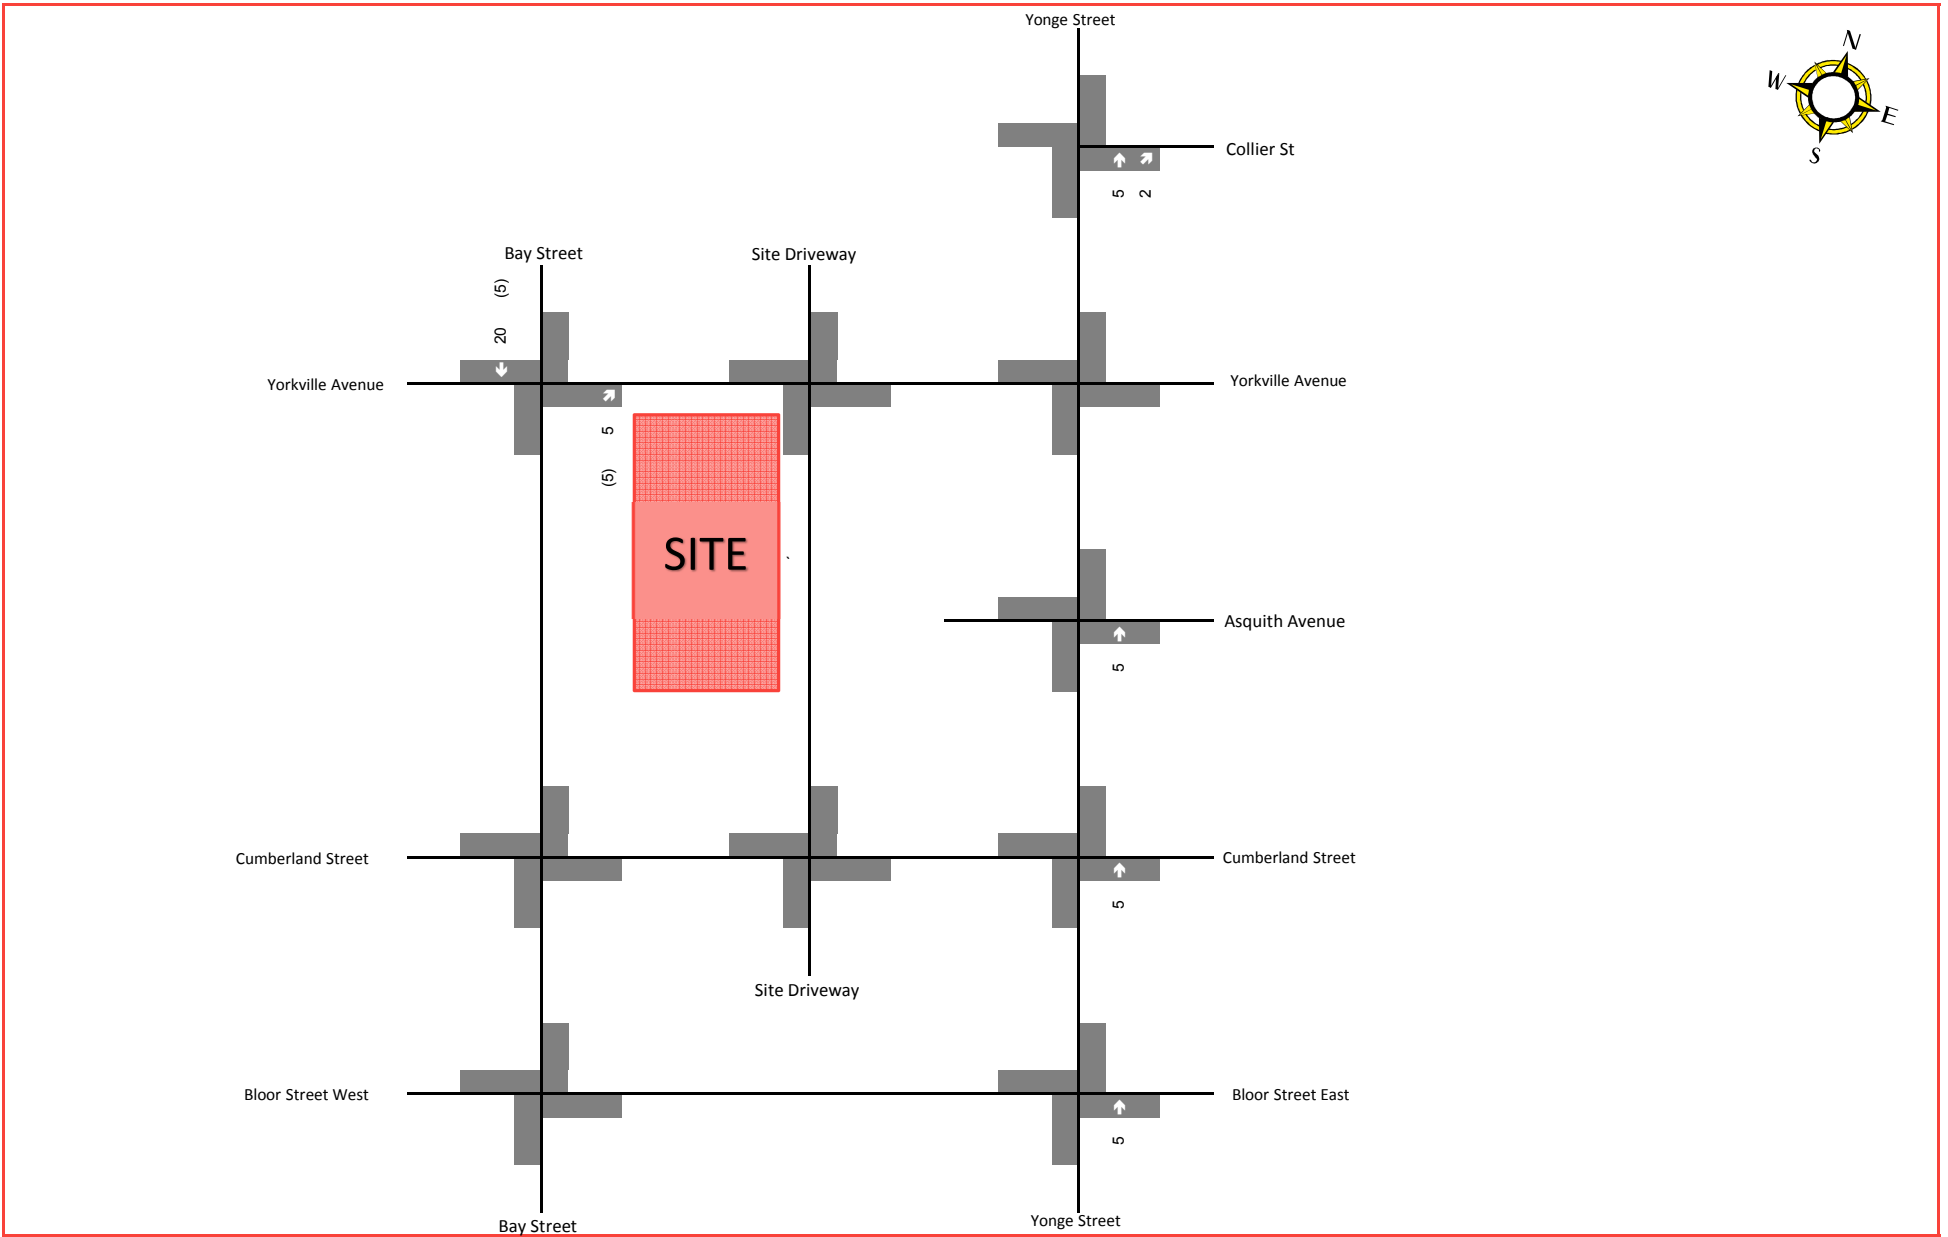 Yonge Street
N
W
E
S
Collier St
5 2
Bay Street
Site Driveway
(5)
20
Yorkville Avenue
Yorkville Avenue
5
(5)
SITE
`
Asquith Avenue
5
Cumberland Street
Cumberland Street
5
Site Driveway
Bloor Street West
Bloor Street East
5
Bay Street
Yonge Street